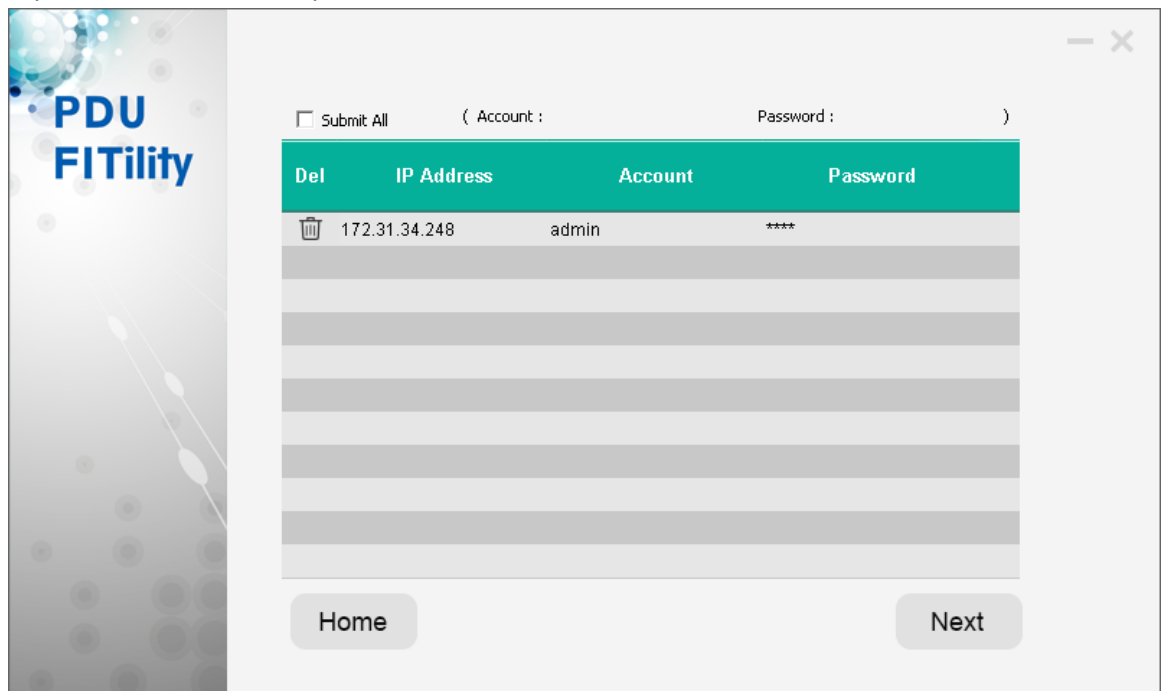 PDU
FITility
Submit All ( Account : Password : )
Del IP Address Account Password
172.31.34.248 admin ****
Home Next